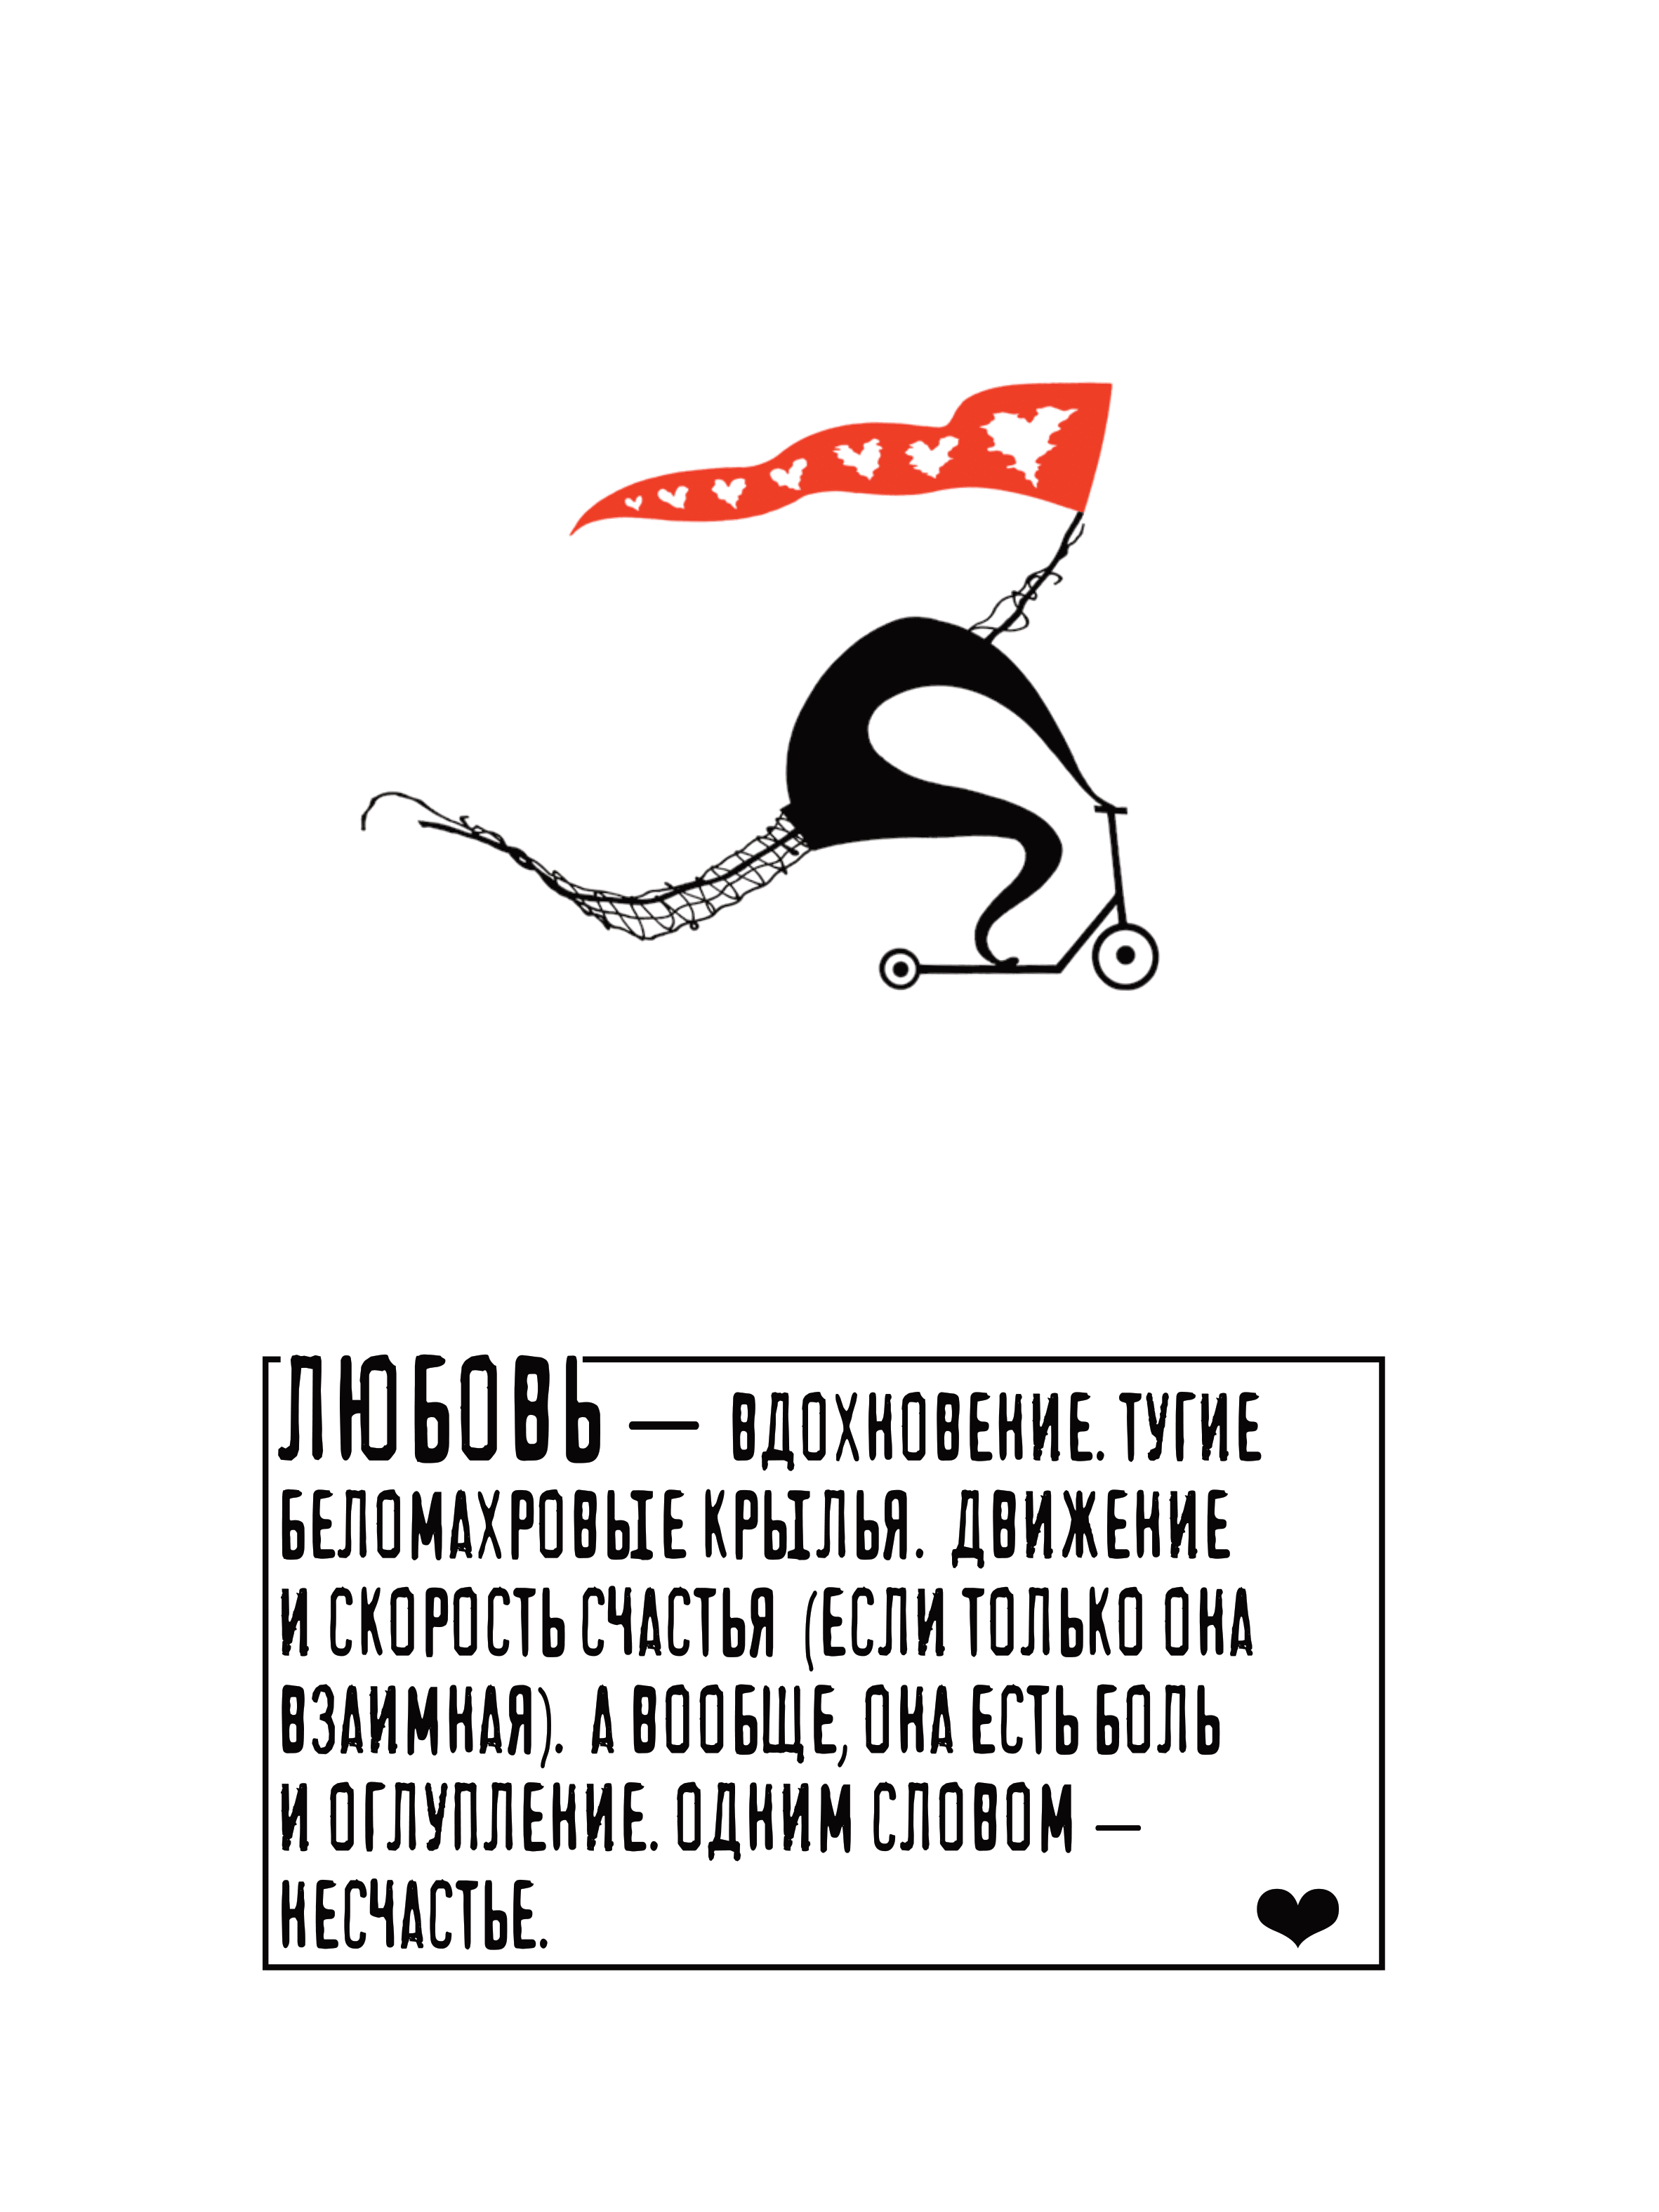 ЛЮБОВЬ — ВДОХНОВЕНИЕ. ТУГИЕ
БЕЛОМАХРОВЫЕ КРЫЛЬЯ. ДВИЖЕНИЕ
И СКОРОСТЬ СЧАСТЬЯ (ЕСЛИ ТОЛЬКО ОНА
ВЗАИМНАЯ). А ВООБЩЕ, ОНА ЕСТЬ БОЛЬ
И ОГЛУПЛЕНИЕ. ОДНИМ СЛОВОМ —
НЕСЧАСТЬЕ.